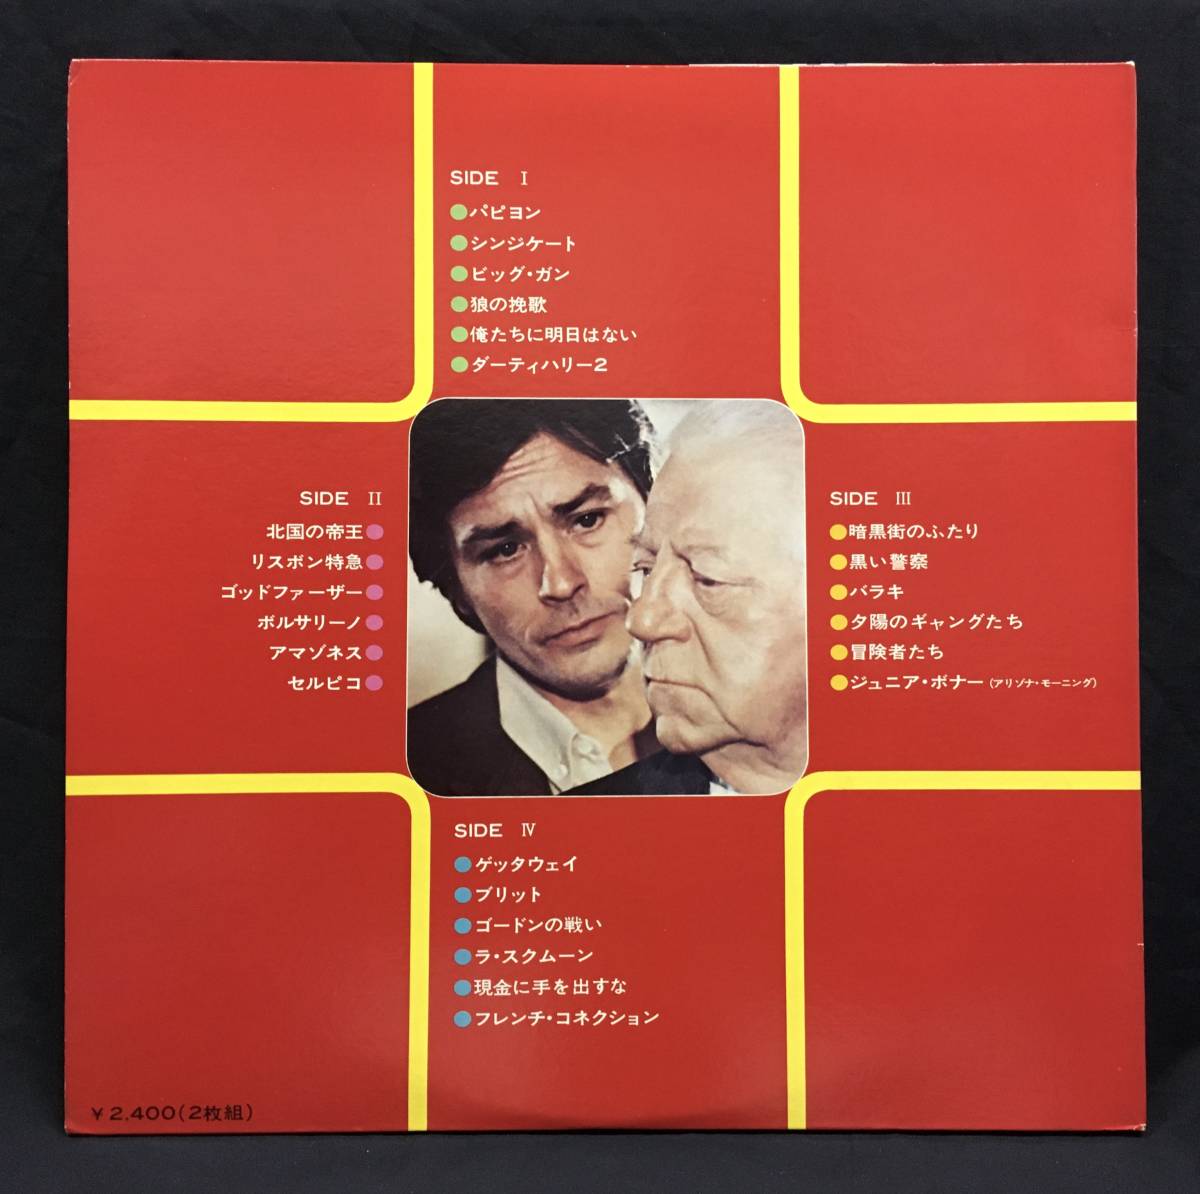 SIDE Ⅰ
●パピヨン
●シンジケート
●ビッグ・ガン
●狼の挽歌
●俺たちに明日はない
●ダーティハリー2
SIDE Ⅱ
北国の帝王●
リスボン特急●
ゴッドファーザー●
ボルサリーノ●
アマゾネス●
セルピコ●
SIDE Ⅲ
●暗黒街のふたり
●黒い警察
●バラキ
●夕陽のギャングたち
●冒険者たち
●ジュニア・ボナー(アリゾナ・モーニング)
SIDE Ⅳ
●ゲッタウェイ
●ブリット
●ゴードンの戦い
●ラ・スクムーン
●現金に手を出すな
●フレンチ・コネクション
¥2,400(2枚組)